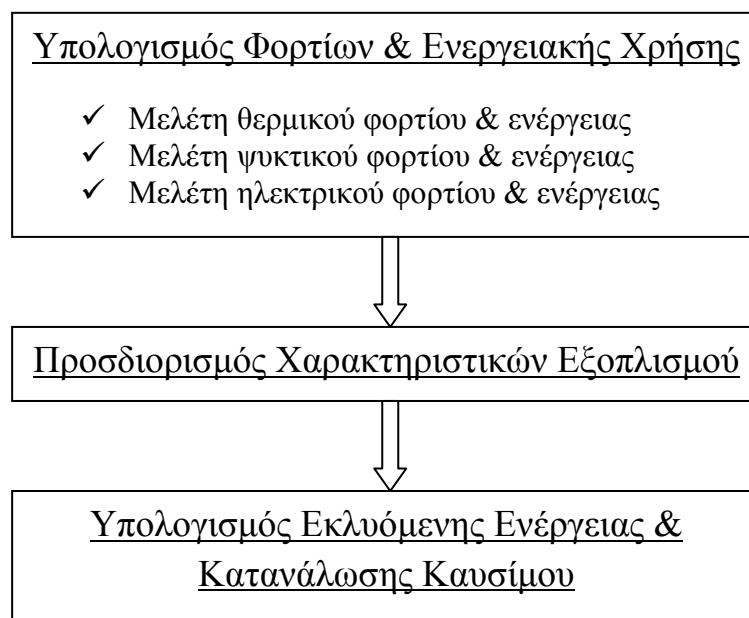 Υπολογισμός Φορτίων & Ενεργειακής Χρήσης
✓ Μελέτη θερμικού φορτίου & ενέργειας
✓ Μελέτη ψυκτικού φορτίου & ενέργειας
✓ Μελέτη ηλεκτρικού φορτίου & ενέργειας
Προσδιορισμός Χαρακτηριστικών Εξοπλισμού
Υπολογισμός Εκλυόμενης Ενέργειας &
Κατανάλωσης Καυσίμου